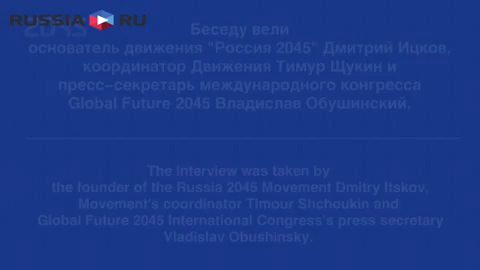 RUSSIA RU
2045
Беседу вели
основатель движения "Россия 2045" Дмитрий Ицков,
координатор Движения Тимур Щукин и
пресс-секретарь международного конгресса
Global Future 2045 Владислав Обушинский.
The interview was taken by
the founder of the Russia 2045 Movement Dmitry Itskov,
Movement's coordinator Timour Shchoukin and
Global Future 2045 International Congress's press secretary
Vladislav Obushinsky.